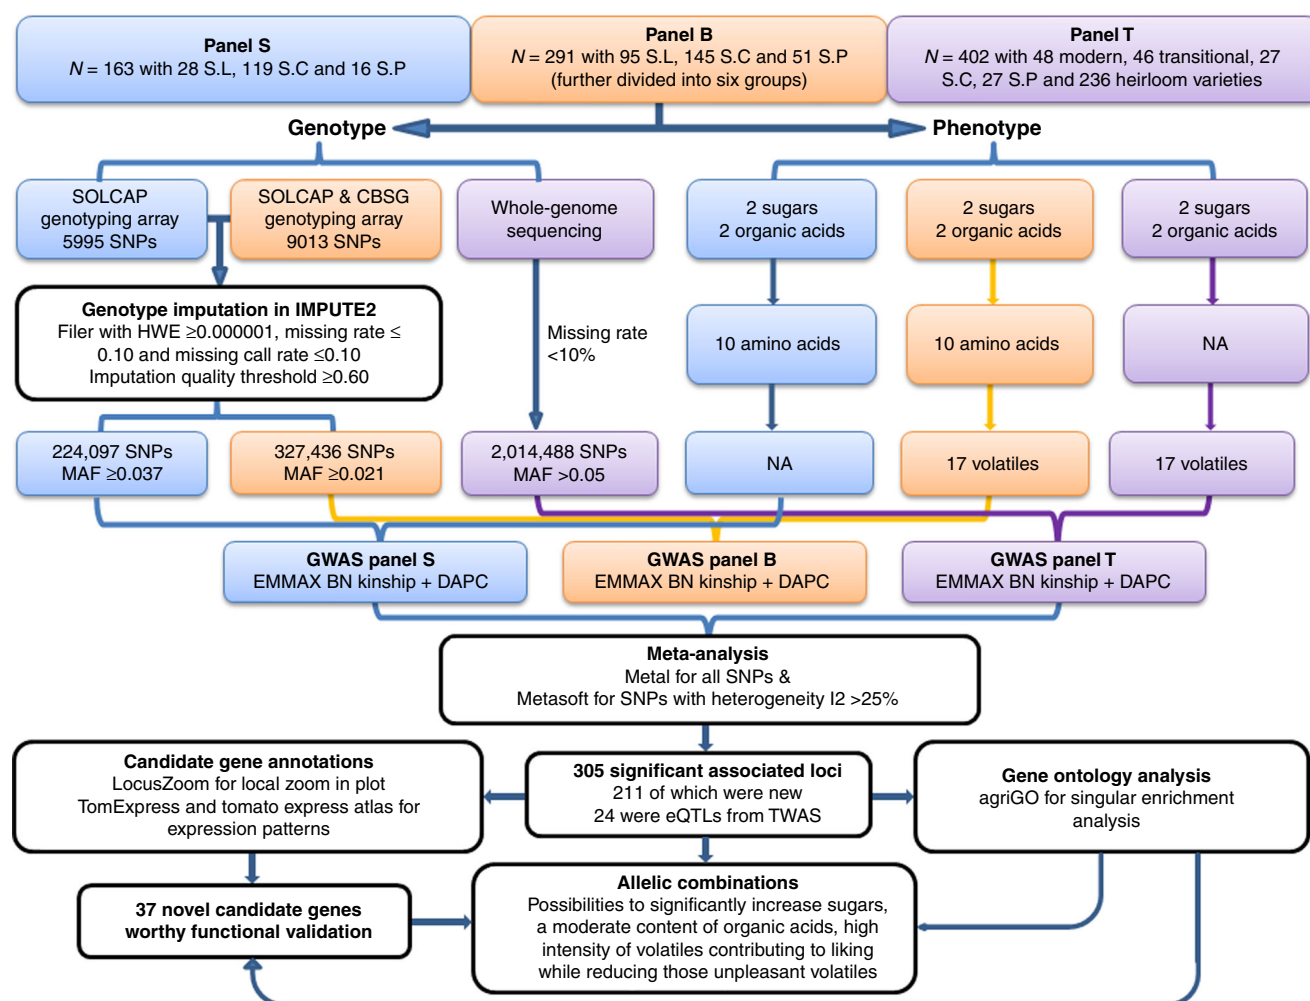 Panel S
N = 163 with 28 S.L, 119 S.C and 16 S.P
Panel B
N = 291 with 95 S.L, 145 S.C and 51 S.P
(further divided into six groups)
Panel T
N = 402 with 48 modern, 46 transitional, 27
S.C, 27 S.P and 236 heirloom varieties
Genotype
Phenotype
SOLCAP
genotyping array
5995 SNPs
SOLCAP & CBSG
genotyping array
9013 SNPs
Whole-genome
sequencing
2 sugars
2 organic acids
2 sugars
2 organic acids
2 sugars
2 organic acids
Genotype imputation in IMPUTE2
Filer with HWE ≥0.000001, missing rate ≤
0.10 and missing call rate ≤0.10
Imputation quality threshold ≥0.60
Missing rate
<10%
10 amino acids
10 amino acids
NA
224,097 SNPs
MAF ≥0.037
327,436 SNPs
MAF ≥0.021
2,014,488 SNPs
MAF >0.05
NA
17 volatiles
17 volatiles
GWAS panel S
EMMAX BN kinship + DAPC
GWAS panel B
EMMAX BN kinship + DAPC
GWAS panel T
EMMAX BN kinship + DAPC
Meta-analysis
Metal for all SNPs &
Metasoft for SNPs with heterogeneity I2 >25%
Candidate gene annotations
LocusZoom for local zoom in plot
TomExpress and tomato express atlas for
expression patterns
305 significant associated loci
211 of which were new
24 were eQTLs from TWAS
Gene ontology analysis
agriGO for singular enrichment
analysis
37 novel candidate genes
worthy functional validation
Allelic combinations
Possibilities to significantly increase sugars,
a moderate content of organic acids, high
intensity of volatiles contributing to liking
while reducing those unpleasant volatiles